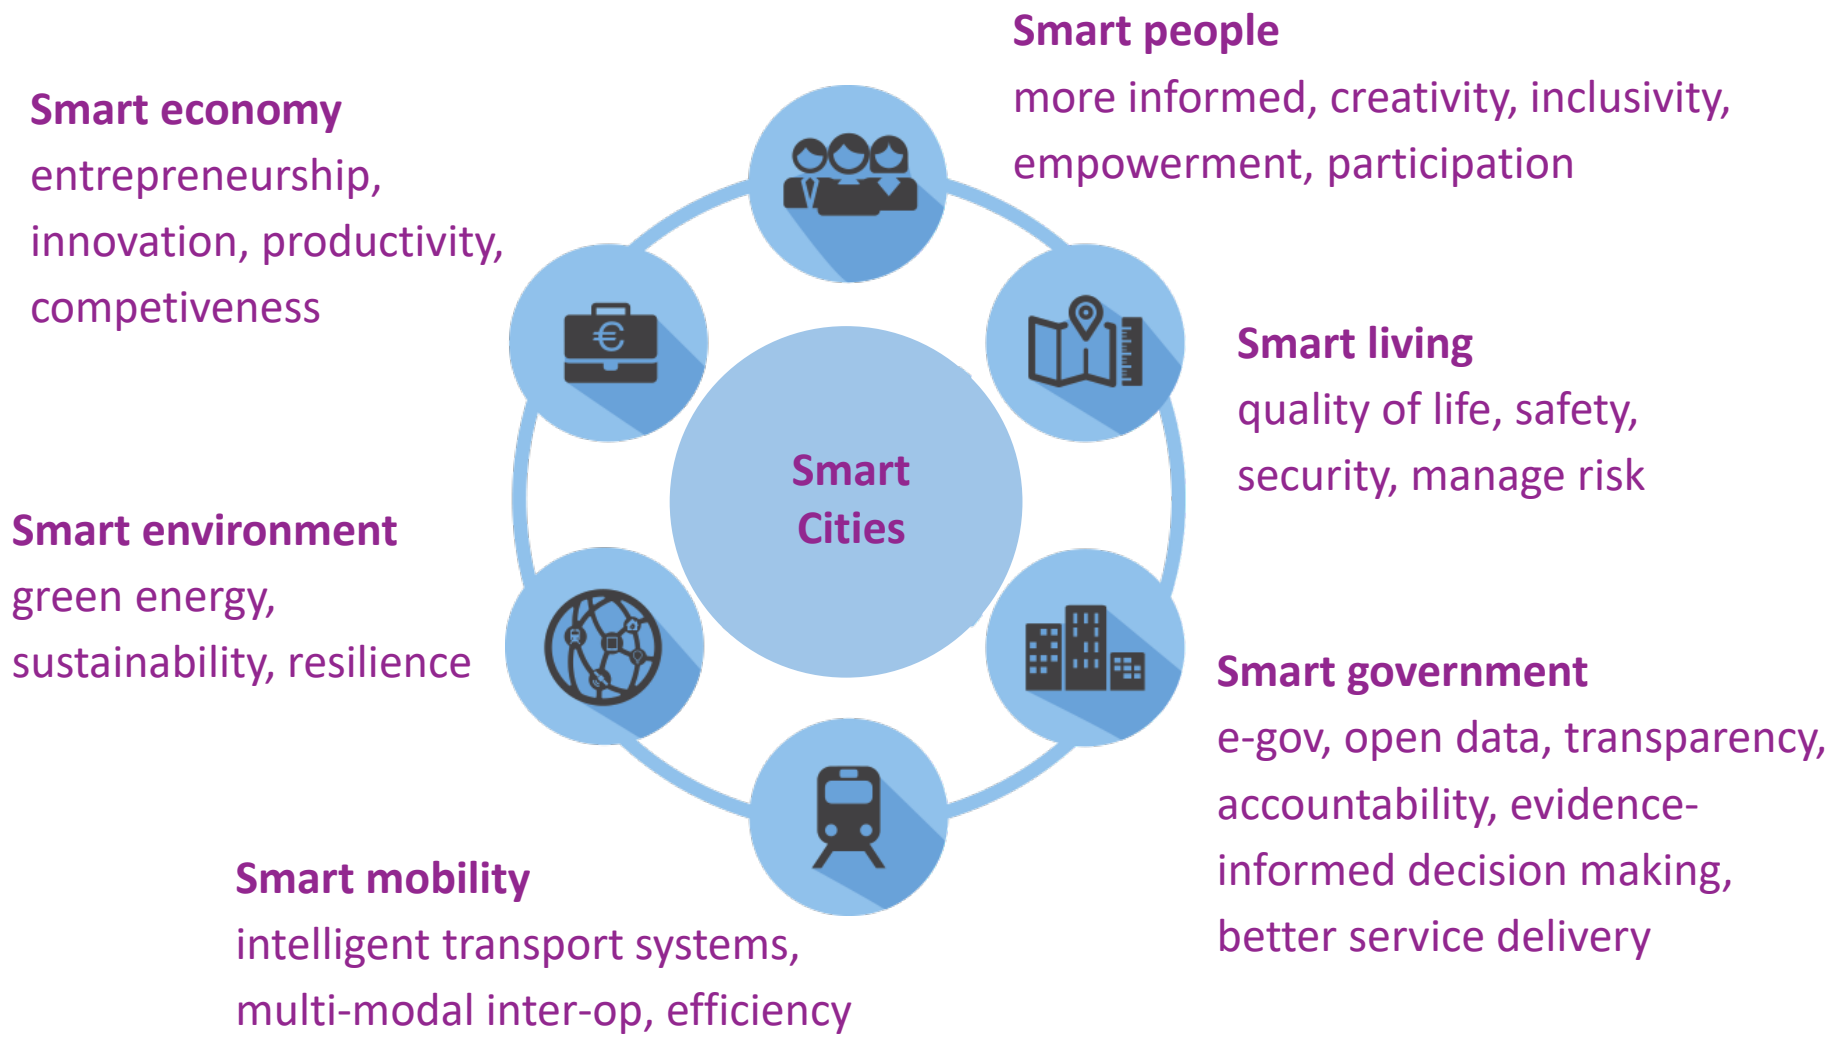 Smart people
more informed, creativity, inclusivity,
empowerment, participation
Smart economy
entrepreneurship,
innovation, productivity,
competiveness
€
Smart living
quality of life, safety,
security, manage risk
Smart
Cities
Smart environment
green energy,
sustainability, resilience
Smart government
e-gov, open data, transparency,
accountability, evidence-
informed decision making,
better service delivery
Smart mobility
intelligent transport systems,
multi-modal inter-op, efficiency